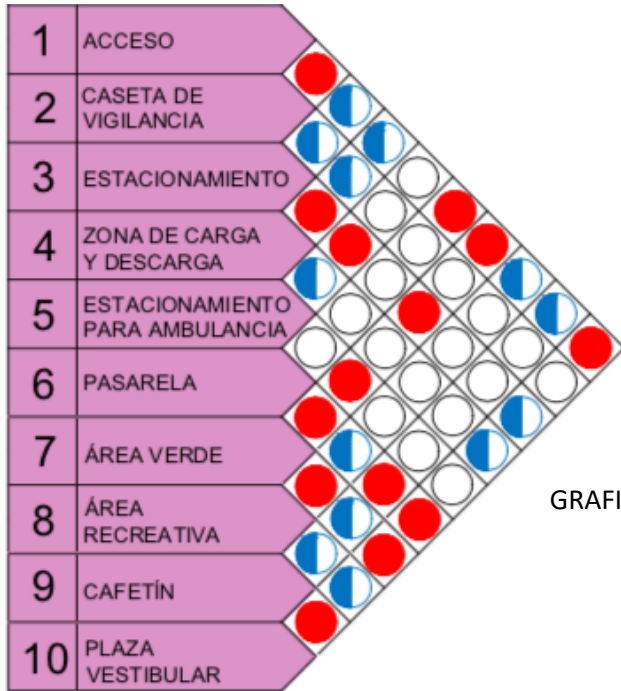 1 ACCESO
2 CASETA DE
VIGILANCIA
3 ESTACIONAMIENTO
4 ZONA DE CARGA
Y DESCARGA
5 ESTACIONAMIENTO
PARA AMBULANCIA
6 PASARELA
7 ÁREA VERDE
8 ÁREA
RECREATIVA
9 CAFETÍN
10 PLAZA
VESTIBULAR
GRAFI